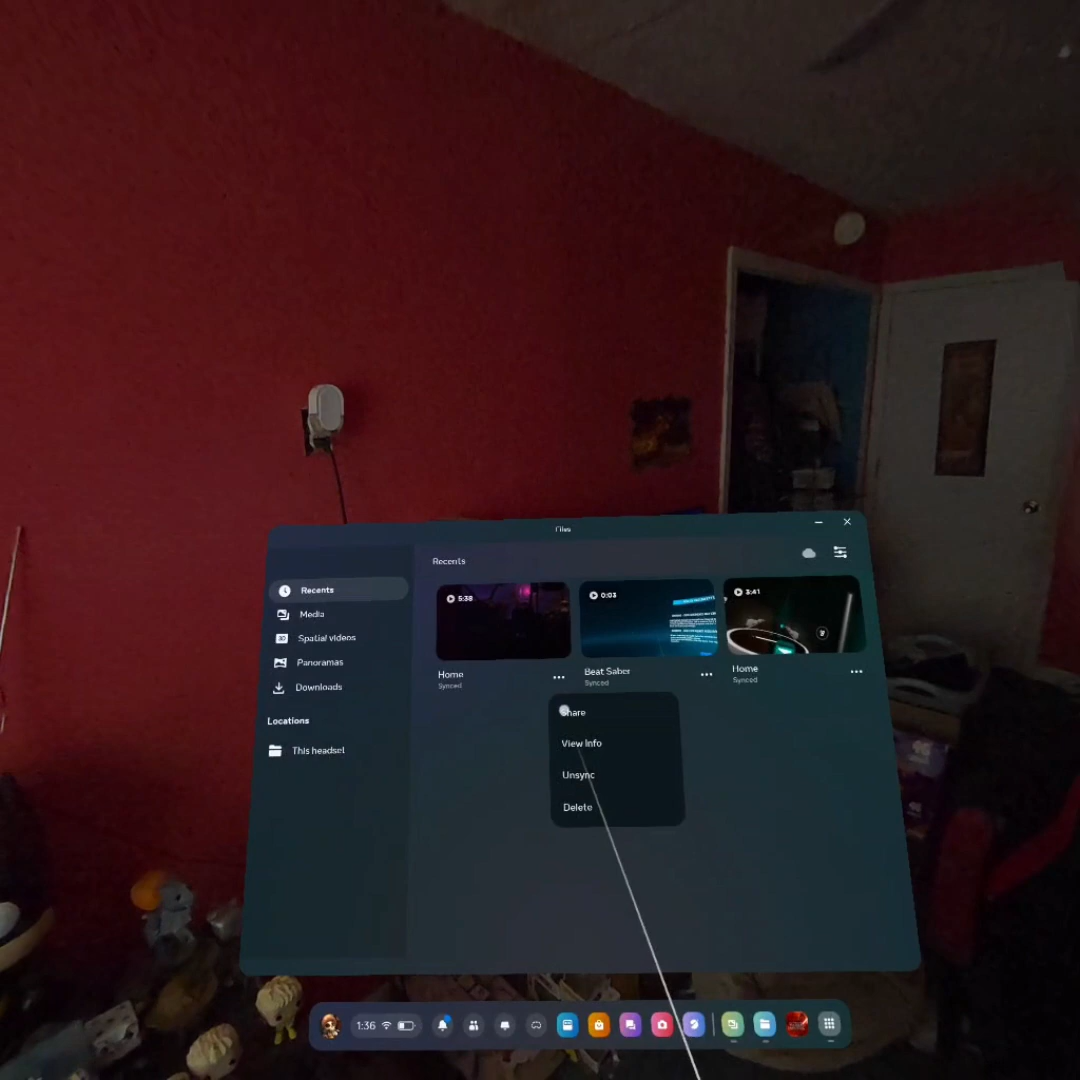 Files
Recents
Media
Spatial videos
Panoramas
Downloads
Locations
This headset
Recents
5:38
0:03
3:41
Home
Synced
Beat Saber
Synced
Home
Synced
Share
View Info
Unsync
Delete
1:36